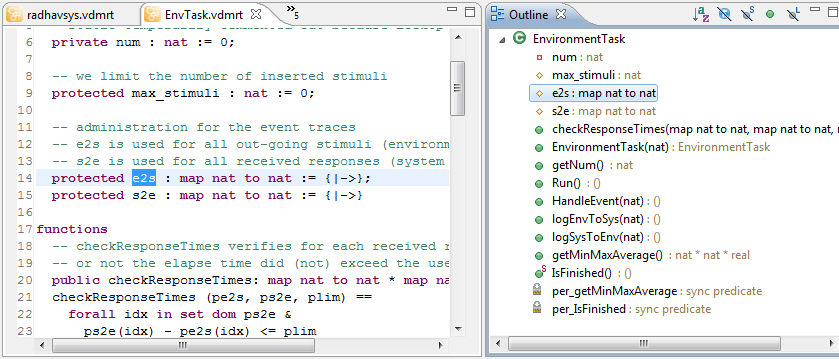 radhavsys.vdmrt
EnvTask.vdmrt
»5
6 private num : nat := 0;
7
8 -- we limit the number of inserted stimuli
9 protected max_stimuli : nat := 0;
10
11 -- administration for the event traces
12 -- e2s is used for all out-going stimuli (environm
13 -- s2e is used for all received responses (system
14 protected e2s : map nat to nat := {|->};
15 protected s2e : map nat to nat := {|->}
16
17 functions
18 -- checkResponseTimes verifies for each received r
19 -- or not the elapse time did (not) exceed the use
20 public checkResponseTimes: map nat to nat * map na
21 checkResponseTimes (pe2s, ps2e, plim) ==
22 forall idx in set dom ps2e &
23 ps2e(idx) - pe2s(idx) <= plim
Outline
EnvironmentTask
num : nat
max_stimuli : nat
e2s : map nat to nat
s2e : map nat to nat
checkResponseTimes(map nat to nat, map nat to nat,
EnvironmentTask(nat) : EnvironmentTask
getNum() : nat
Run() : ()
HandleEvent(nat) : ()
logEnvToSys(nat) : ()
logSysToEnv(nat) : ()
getMinMaxAverage() : nat * nat * real
IsFinished() : ()
per_getMinMaxAverage : sync predicate
per_IsFinished : sync predicate